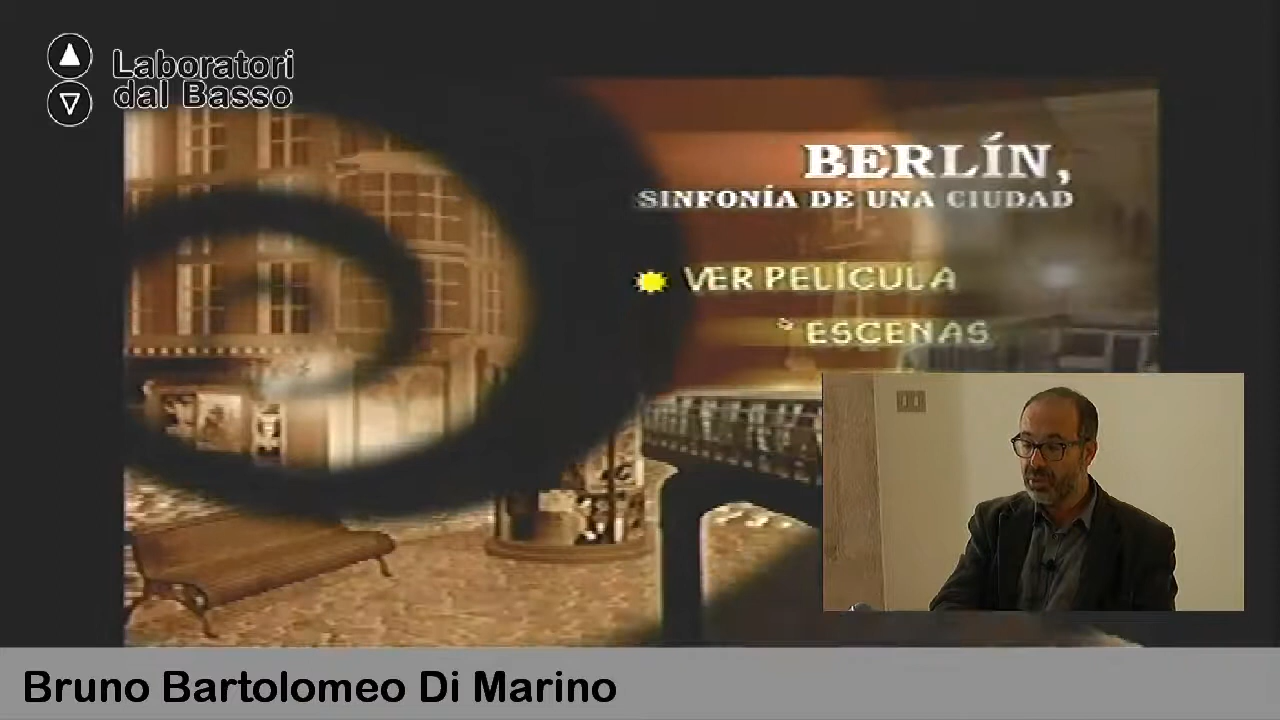 Laboratori
dal Basso
BERLÍN,
SINFONÍA DE UNA CIUDAD
VER PELÍCULA
ESCENAS
Bruno Bartolomeo Di Marino